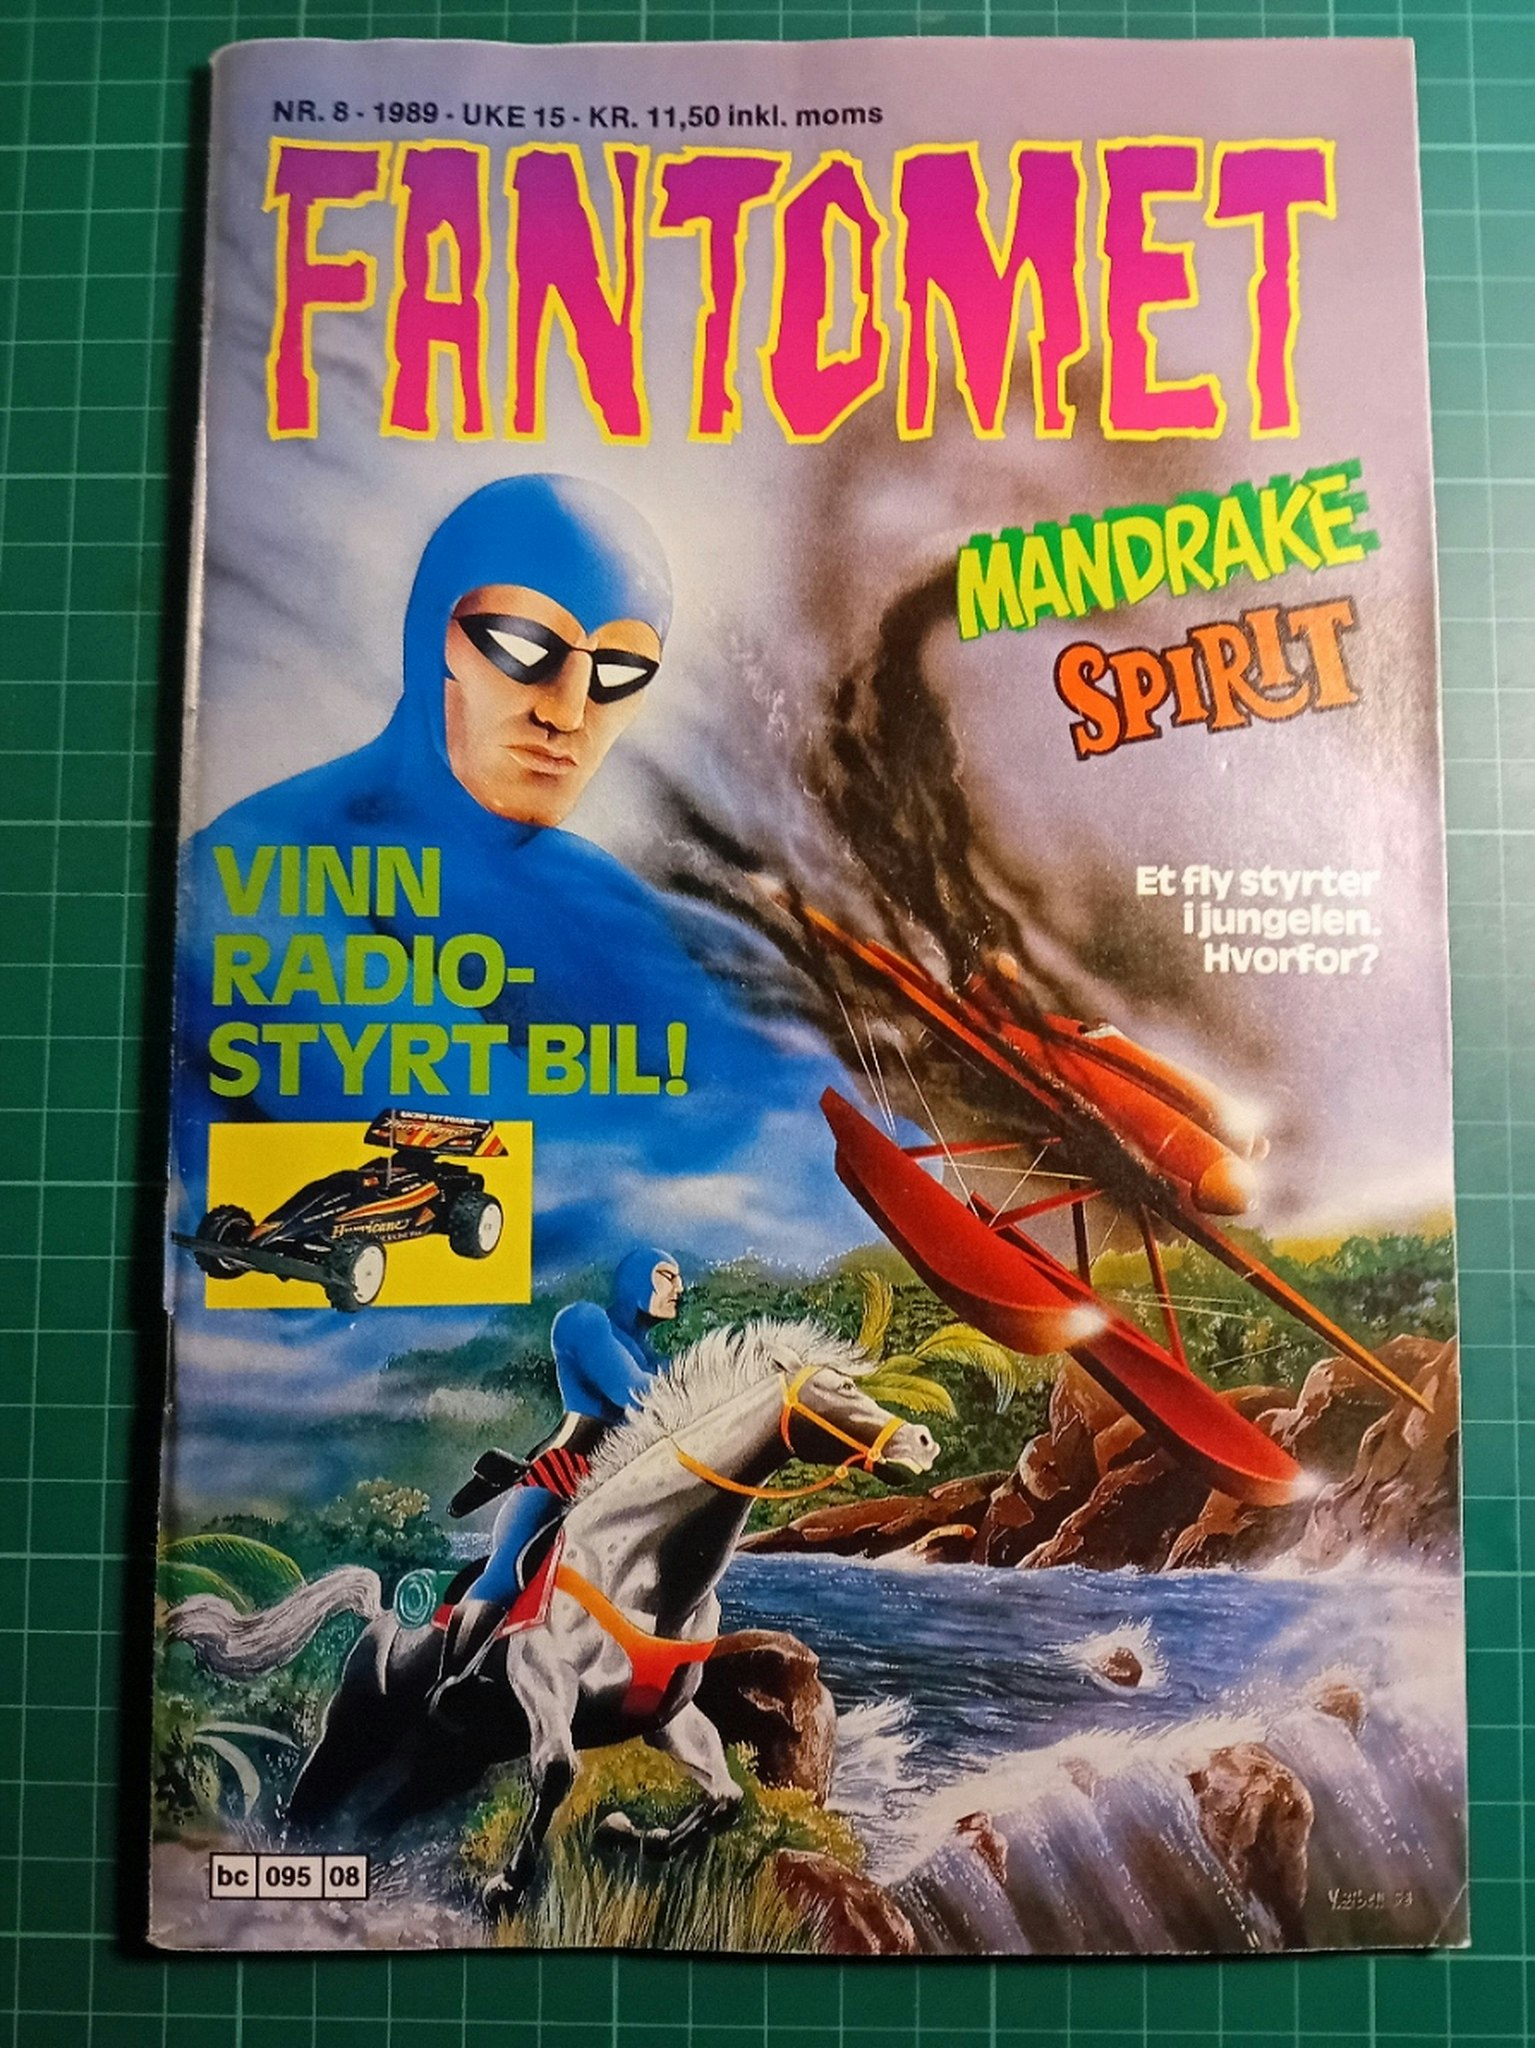 NR. 8 - 1989 - UKE 15 - KR. 11,50 inkl. moms
FANTOMET
MANDRAKE
SPIRIT
Et fly styrter
i jungelen.
Hvorfor?
VINN
RADIO-
STYRT BIL!
Hurricane
bc 095 08